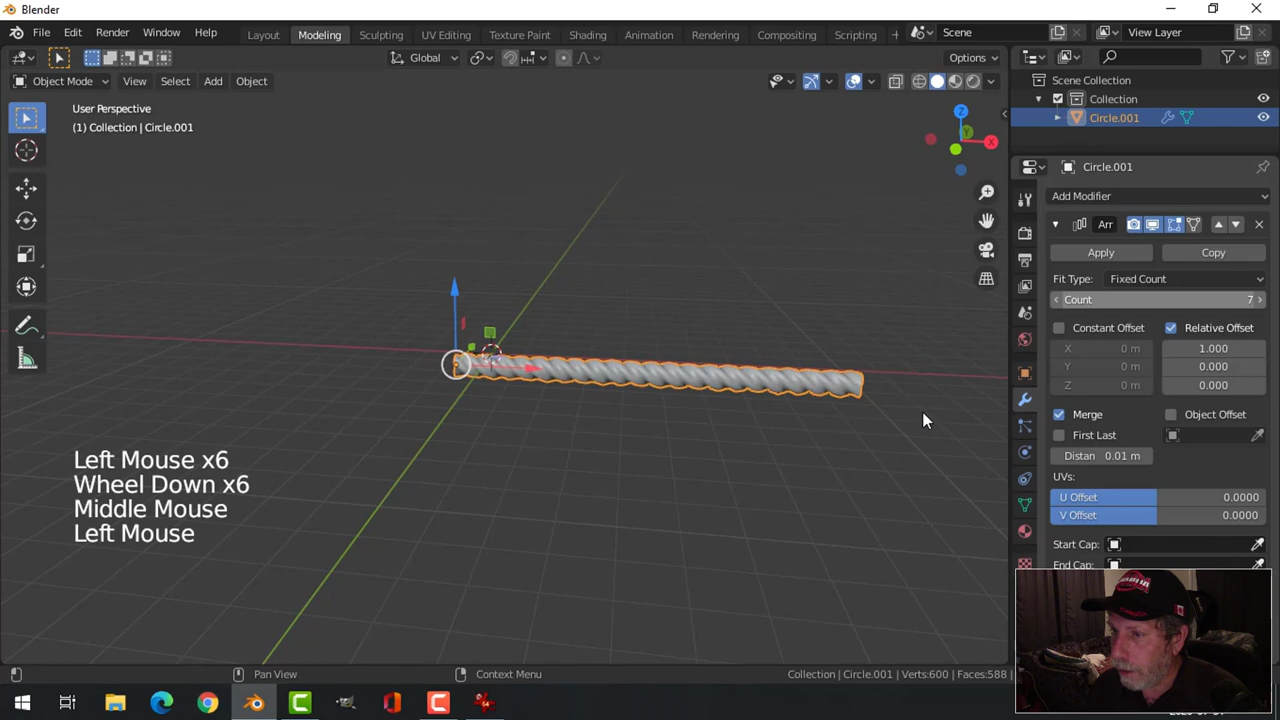 Blender
File Edit Render Window Help Layout Modeling Sculpting UV Editing Texture Paint Shading Animation Rendering Compositing Scripting + Scene View Layer
Global Options
Object Mode View Select Add Object
User Perspective
(1) Collection | Circle.001
Z
Y
X
Left Mouse x6
Wheel Down x6
Middle Mouse
Left Mouse
Scene Collection
Collection
Circle.001
Circle.001
Add Modifier
Arr
Apply Copy
Fit Type: Fixed Count
Count 7
Constant Offset Relative Offset
X 0 m 1.000
Y 0 m 0.000
Z 0 m 0.000
Merge Object Offset
First Last
Distan 0.01 m
UVs:
U Offset 0.0000
V Offset 0.0000
Start Cap:
Pan View Context Menu Collection | Circle.001 | Verts:600 | Faces:588